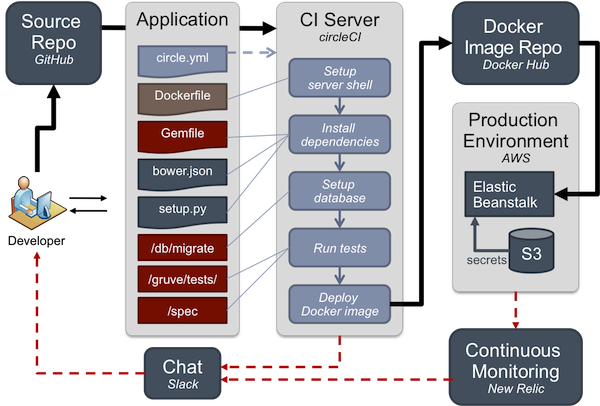 Source
Repo
GitHub
Application
circle.yml
Dockerfile
Gemfile
bower.json
setup.py
/db/migrate
/gruve/tests/
/spec
CI Server
circleCI
Setup
server shell
Install
dependencies
Setup
database
Run tests
Deploy
Docker image
Docker
Image Repo
Docker Hub
Production
Environment
AWS
Elastic
Beanstalk
secrets
S3
Developer
Chat
Slack
Continuous
Monitoring
New Relic